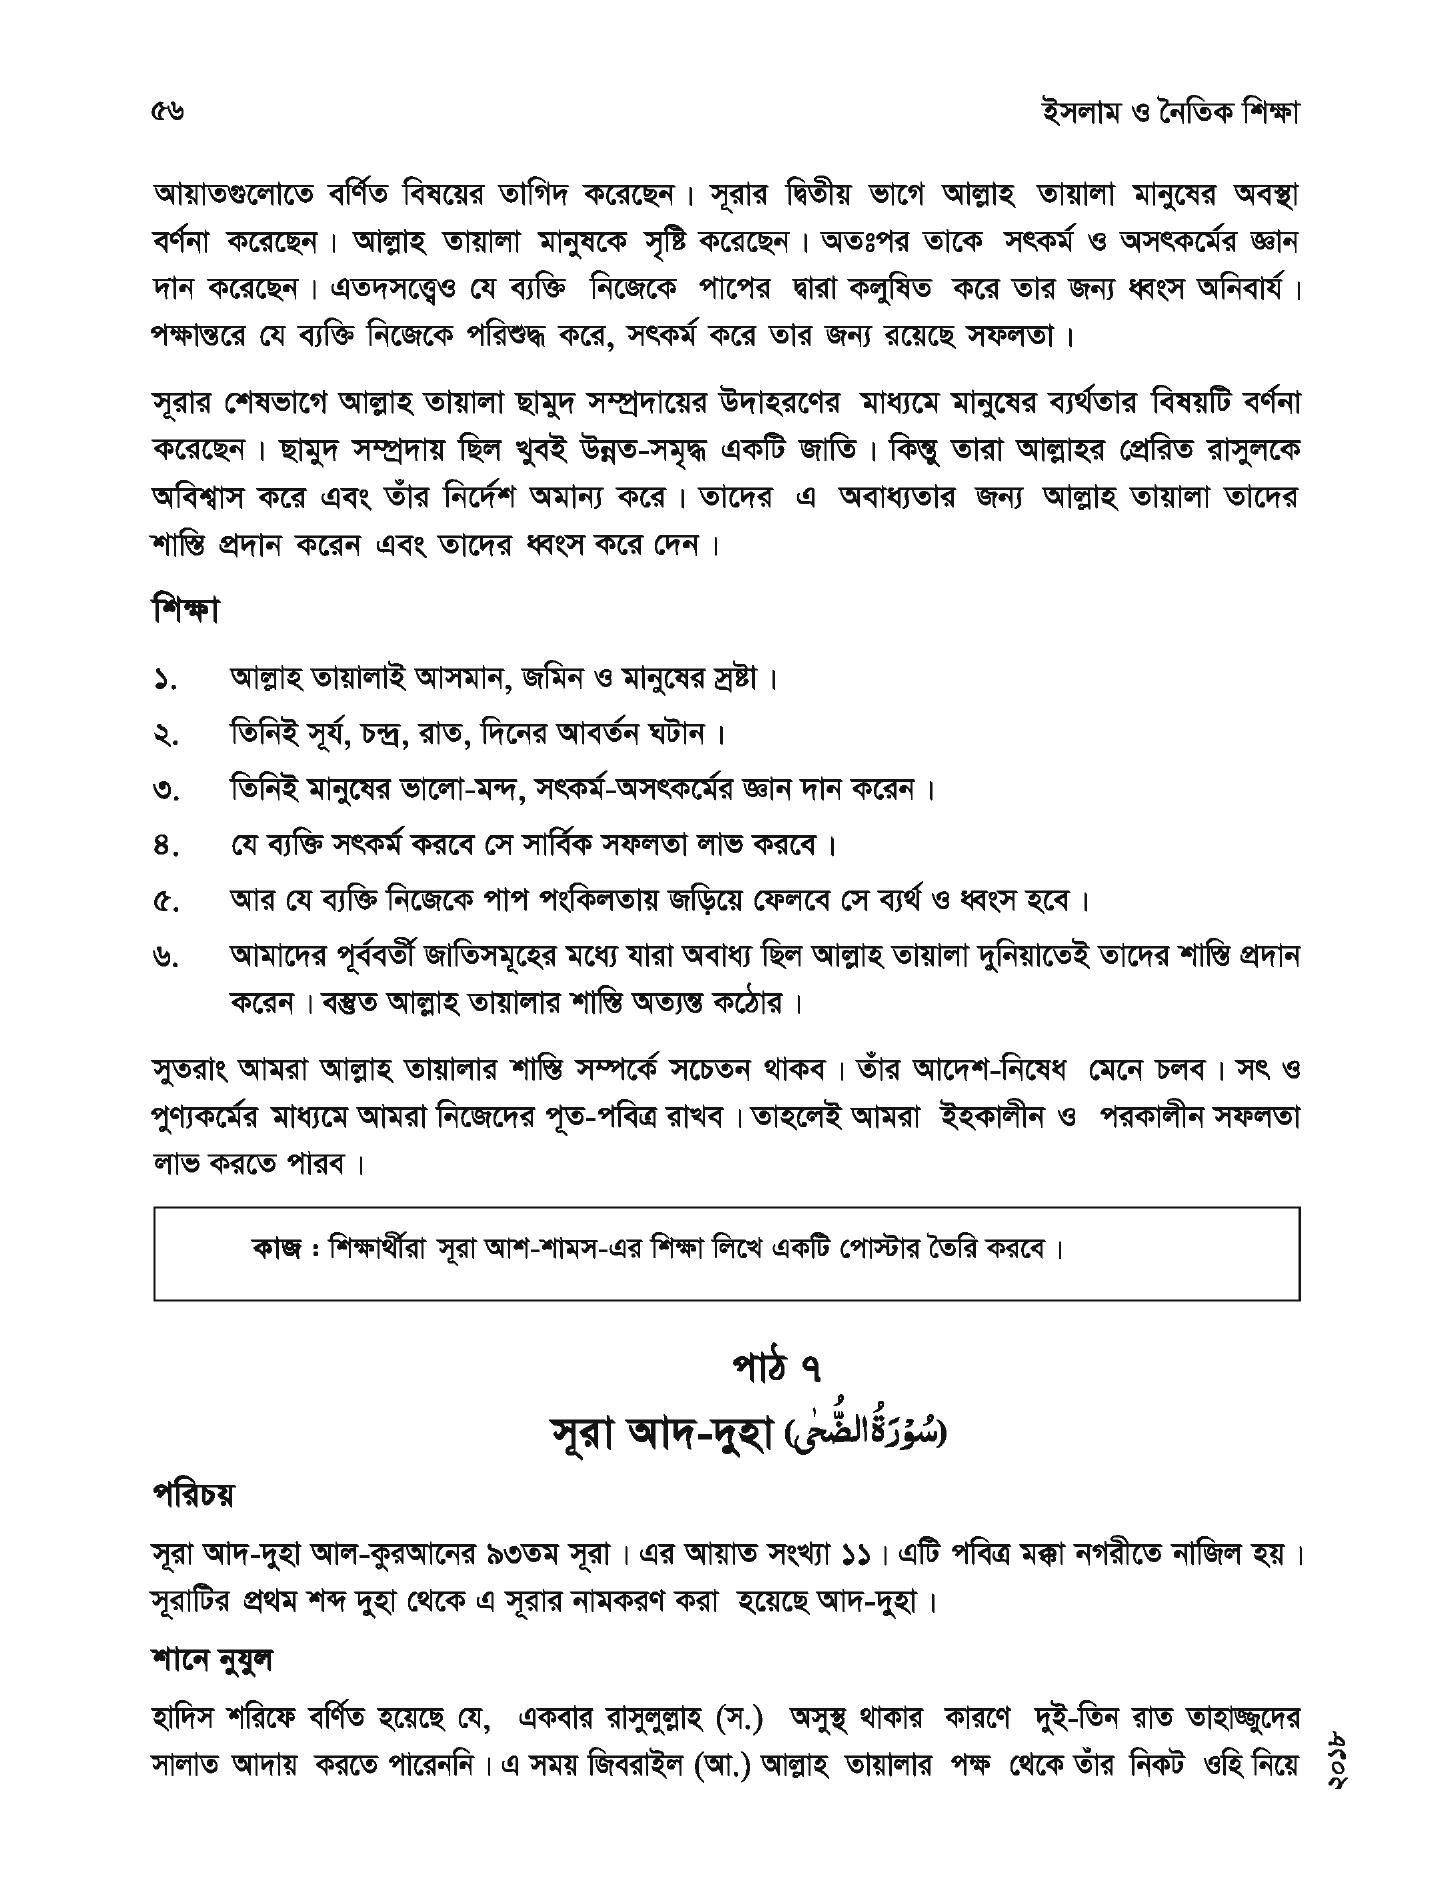 ৫৬
ইসলাম ও নৈতিক শিক্ষা
আয়াতগুলোতে বর্ণিত বিষয়ের তাগিদ করেছেন। সূরার দ্বিতীয় ভাগে আল্লাহ তায়ালা মানুষের অবস্থা
বর্ণনা করেছেন। আল্লাহ তায়ালা মানুষকে সৃষ্টি করেছেন। অতঃপর তাকে সৎকর্ম ও অসৎকর্মের জ্ঞান
দান করেছেন। এতদসত্ত্বেও যে ব্যক্তি নিজেকে পাপের দ্বারা কলুষিত করে তার জন্য ধ্বংস অনিবার্য।
পক্ষান্তরে যে ব্যক্তি নিজেকে পরিশুদ্ধ করে, সৎকর্ম করে তার জন্য রয়েছে সফলতা।
সূরার শেষভাগে আল্লাহ তায়ালা ছামুদ সম্প্রদায়ের উদাহরণের মাধ্যমে মানুষের ব্যর্থতার বিষয়টি বর্ণনা
করেছেন। ছামুদ সম্প্রদায় ছিল খুবই উন্নত-সমৃদ্ধ একটি জাতি। কিন্তু তারা আল্লাহর প্রেরিত রাসুলকে
অবিশ্বাস করে এবং তাঁর নির্দেশ অমান্য করে। তাদের এ অবাধ্যতার জন্য আল্লাহ তায়ালা তাদের
শাস্তি প্রদান করেন এবং তাদের ধ্বংস করে দেন।
শিক্ষা
১. আল্লাহ তায়ালাই আসমান, জমিন ও মানুষের স্রষ্টা।
২. তিনিই সূর্য, চন্দ্র, রাত, দিনের আবর্তন ঘটান।
৩. তিনিই মানুষের ভালো-মন্দ, সৎকর্ম-অসৎকর্মের জ্ঞান দান করেন।
৪. যে ব্যক্তি সৎকর্ম করবে সে সার্বিক সফলতা লাভ করবে।
৫. আর যে ব্যক্তি নিজেকে পাপ পংকিলতায় জড়িয়ে ফেলবে সে ব্যর্থ ও ধ্বংস হবে।
৬. আমাদের পূর্ববর্তী জাতিসমূহের মধ্যে যারা অবাধ্য ছিল আল্লাহ তায়ালা দুনিয়াতেই তাদের শাস্তি প্রদান
করেন। বস্তুত আল্লাহ তায়ালার শাস্তি অত্যন্ত কঠোর।
সুতরাং আমরা আল্লাহ তায়ালার শাস্তি সম্পর্কে সচেতন থাকব। তাঁর আদেশ-নিষেধ মেনে চলব। সৎ ও
পুণ্যকর্মের মাধ্যমে আমরা নিজেদের পূত-পবিত্র রাখব। তাহলেই আমরা ইহকালীন ও পরকালীন সফলতা
লাভ করতে পারব।
কাজ : শিক্ষার্থীরা সূরা আশ-শামস-এর শিক্ষা লিখে একটি পোস্টার তৈরি করবে।
পাঠ ৭
সূরা আদ-দুহা (سُوْرَةُ الضُّحٰى)
পরিচয়
সূরা আদ-দুহা আল-কুরআনের ৯৩তম সূরা। এর আয়াত সংখ্যা ১১। এটি পবিত্র মক্কা নগরীতে নাজিল হয়।
সূরাটির প্রথম শব্দ দুহা থেকে এ সূরার নামকরণ করা হয়েছে আদ-দুহা।
শানে নুযুল
হাদিস শরিফে বর্ণিত হয়েছে যে, একবার রাসুলুল্লাহ (স.) অসুস্থ থাকার কারণে দুই-তিন রাত তাহাজ্জুদের
সালাত আদায় করতে পারেননি। এ সময় জিবরাইল (আ.) আল্লাহ তায়ালার পক্ষ থেকে তাঁর নিকট ওহি নিয়ে
২০১৮